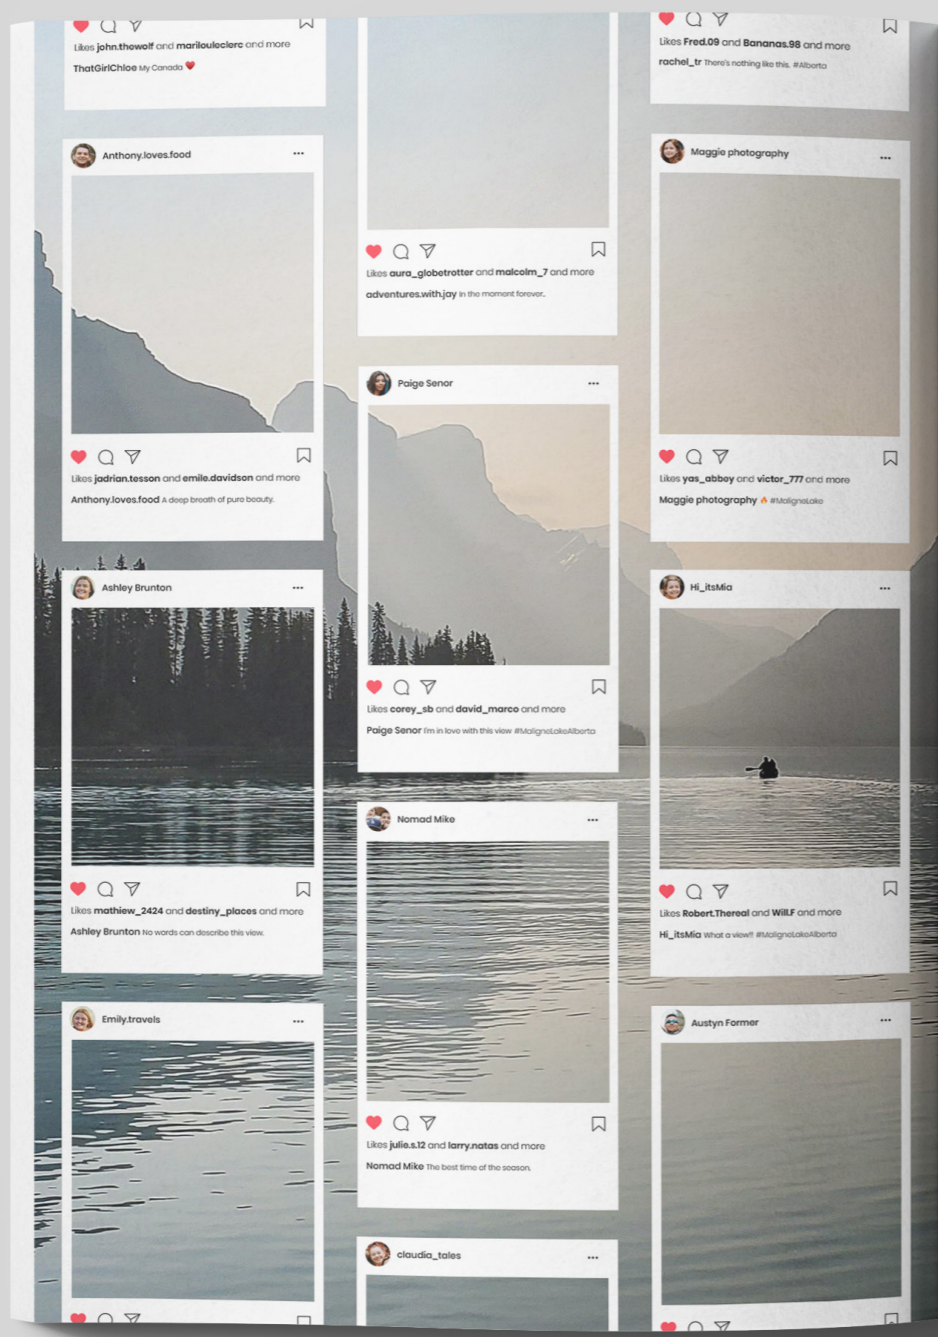 Likes john.thewolf and marilouleclerc and more
ThatGirlChloe My Canada ❤️
Anthony.loves.food
Likes jadrian.tesson and emile.davidson and more
Anthony.loves.food A deep breath of pure beauty.
Ashley Brunton
Likes mathiew_2424 and destiny_places and more
Ashley Brunton No words can describe this view.
Emily.travels
Likes aura_globetrotter and malcolm_7 and more
adventures.with.jay In the moment forever.
Paige Senor
Likes corey_sb and david_marco and more
Paige Senor I'm in love with this view #MaligneLakeAlberta
Nomad Mike
Likes julie.s.12 and larry.natas and more
Nomad Mike The best time of the season.
claudia_tales
Likes Fred.09 and Bananas.98 and more
rachel_tr There's nothing like this. #Alberta
Maggie photography
Likes yas_abbey and victor_777 and more
Maggie photography 🔥 #MaligneLake
Hi_itsMia
Likes Robert.Thereal and Will.F and more
Hi_itsMia What a view!! #MaligneLakeAlberta
Austyn Former